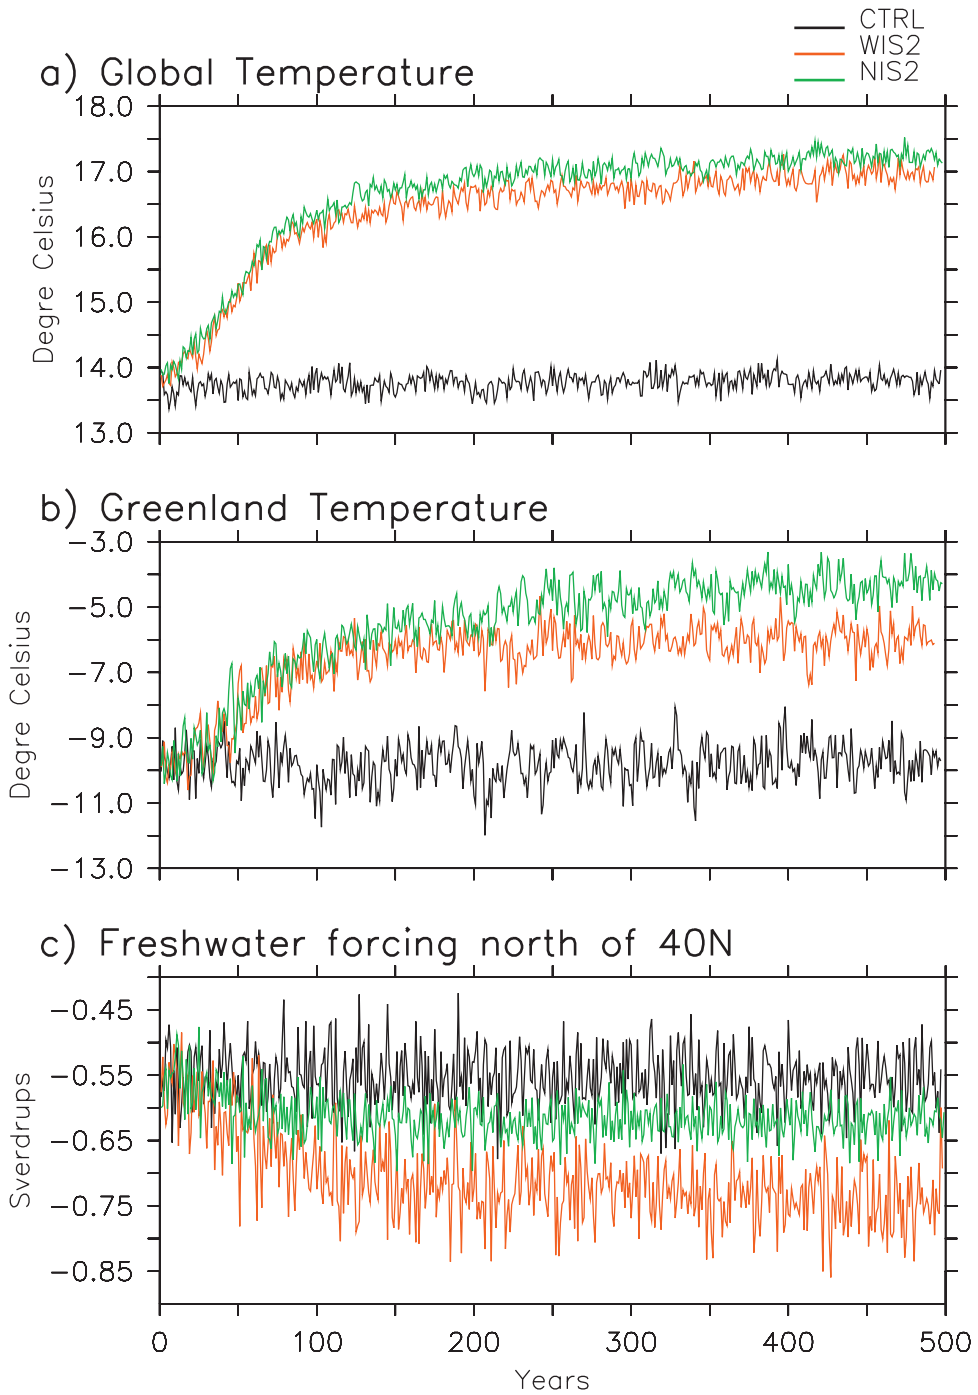 CTRL
WIS2
NIS2
a) Global Temperature
18.0
17.0
16.0
15.0
14.0
13.0
Degre Celsius
b) Greenland Temperature
−3.0
−5.0
−7.0
−9.0
−11.0
−13.0
Degre Celsius
c) Freshwater forcing north of 40N
−0.45
−0.55
−0.65
−0.75
−0.85
Sverdrups
0 100 200 300 400 500
Years